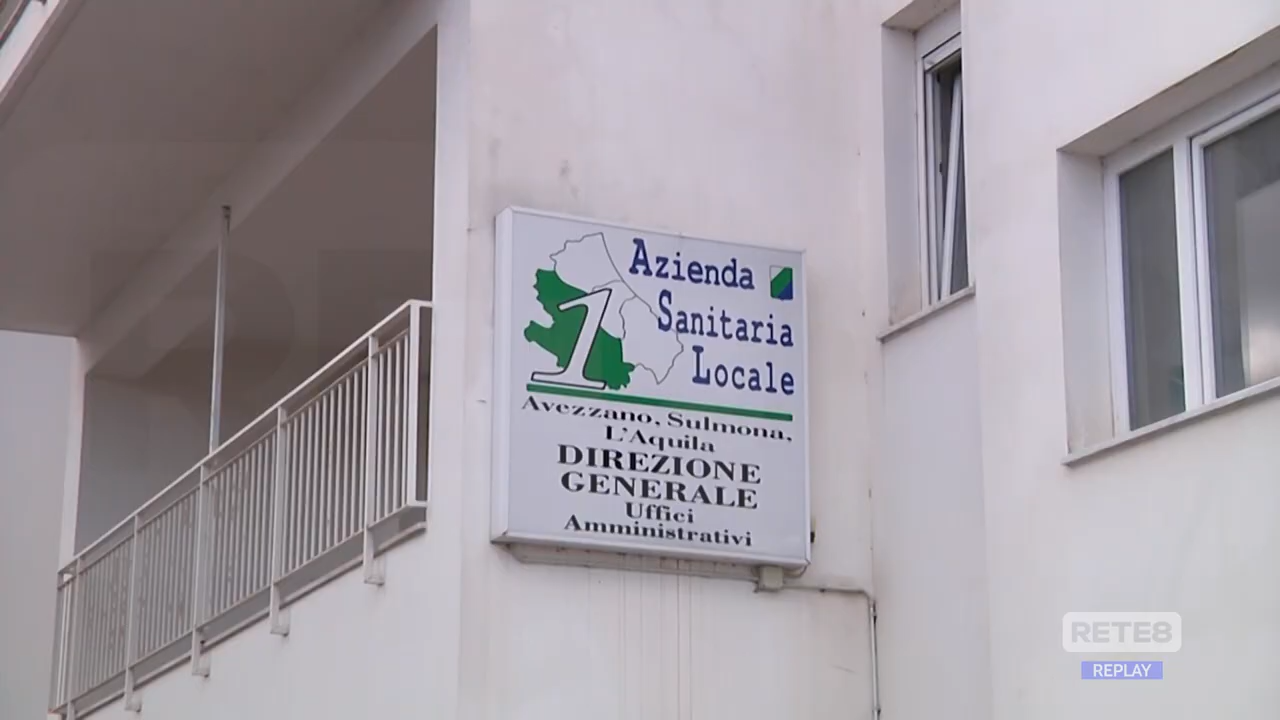 1
Azienda
Sanitaria
Locale
Avezzano, Sulmona,
L'Aquila
DIREZIONE
GENERALE
Uffici
Amministrativi
RETE8
REPLAY